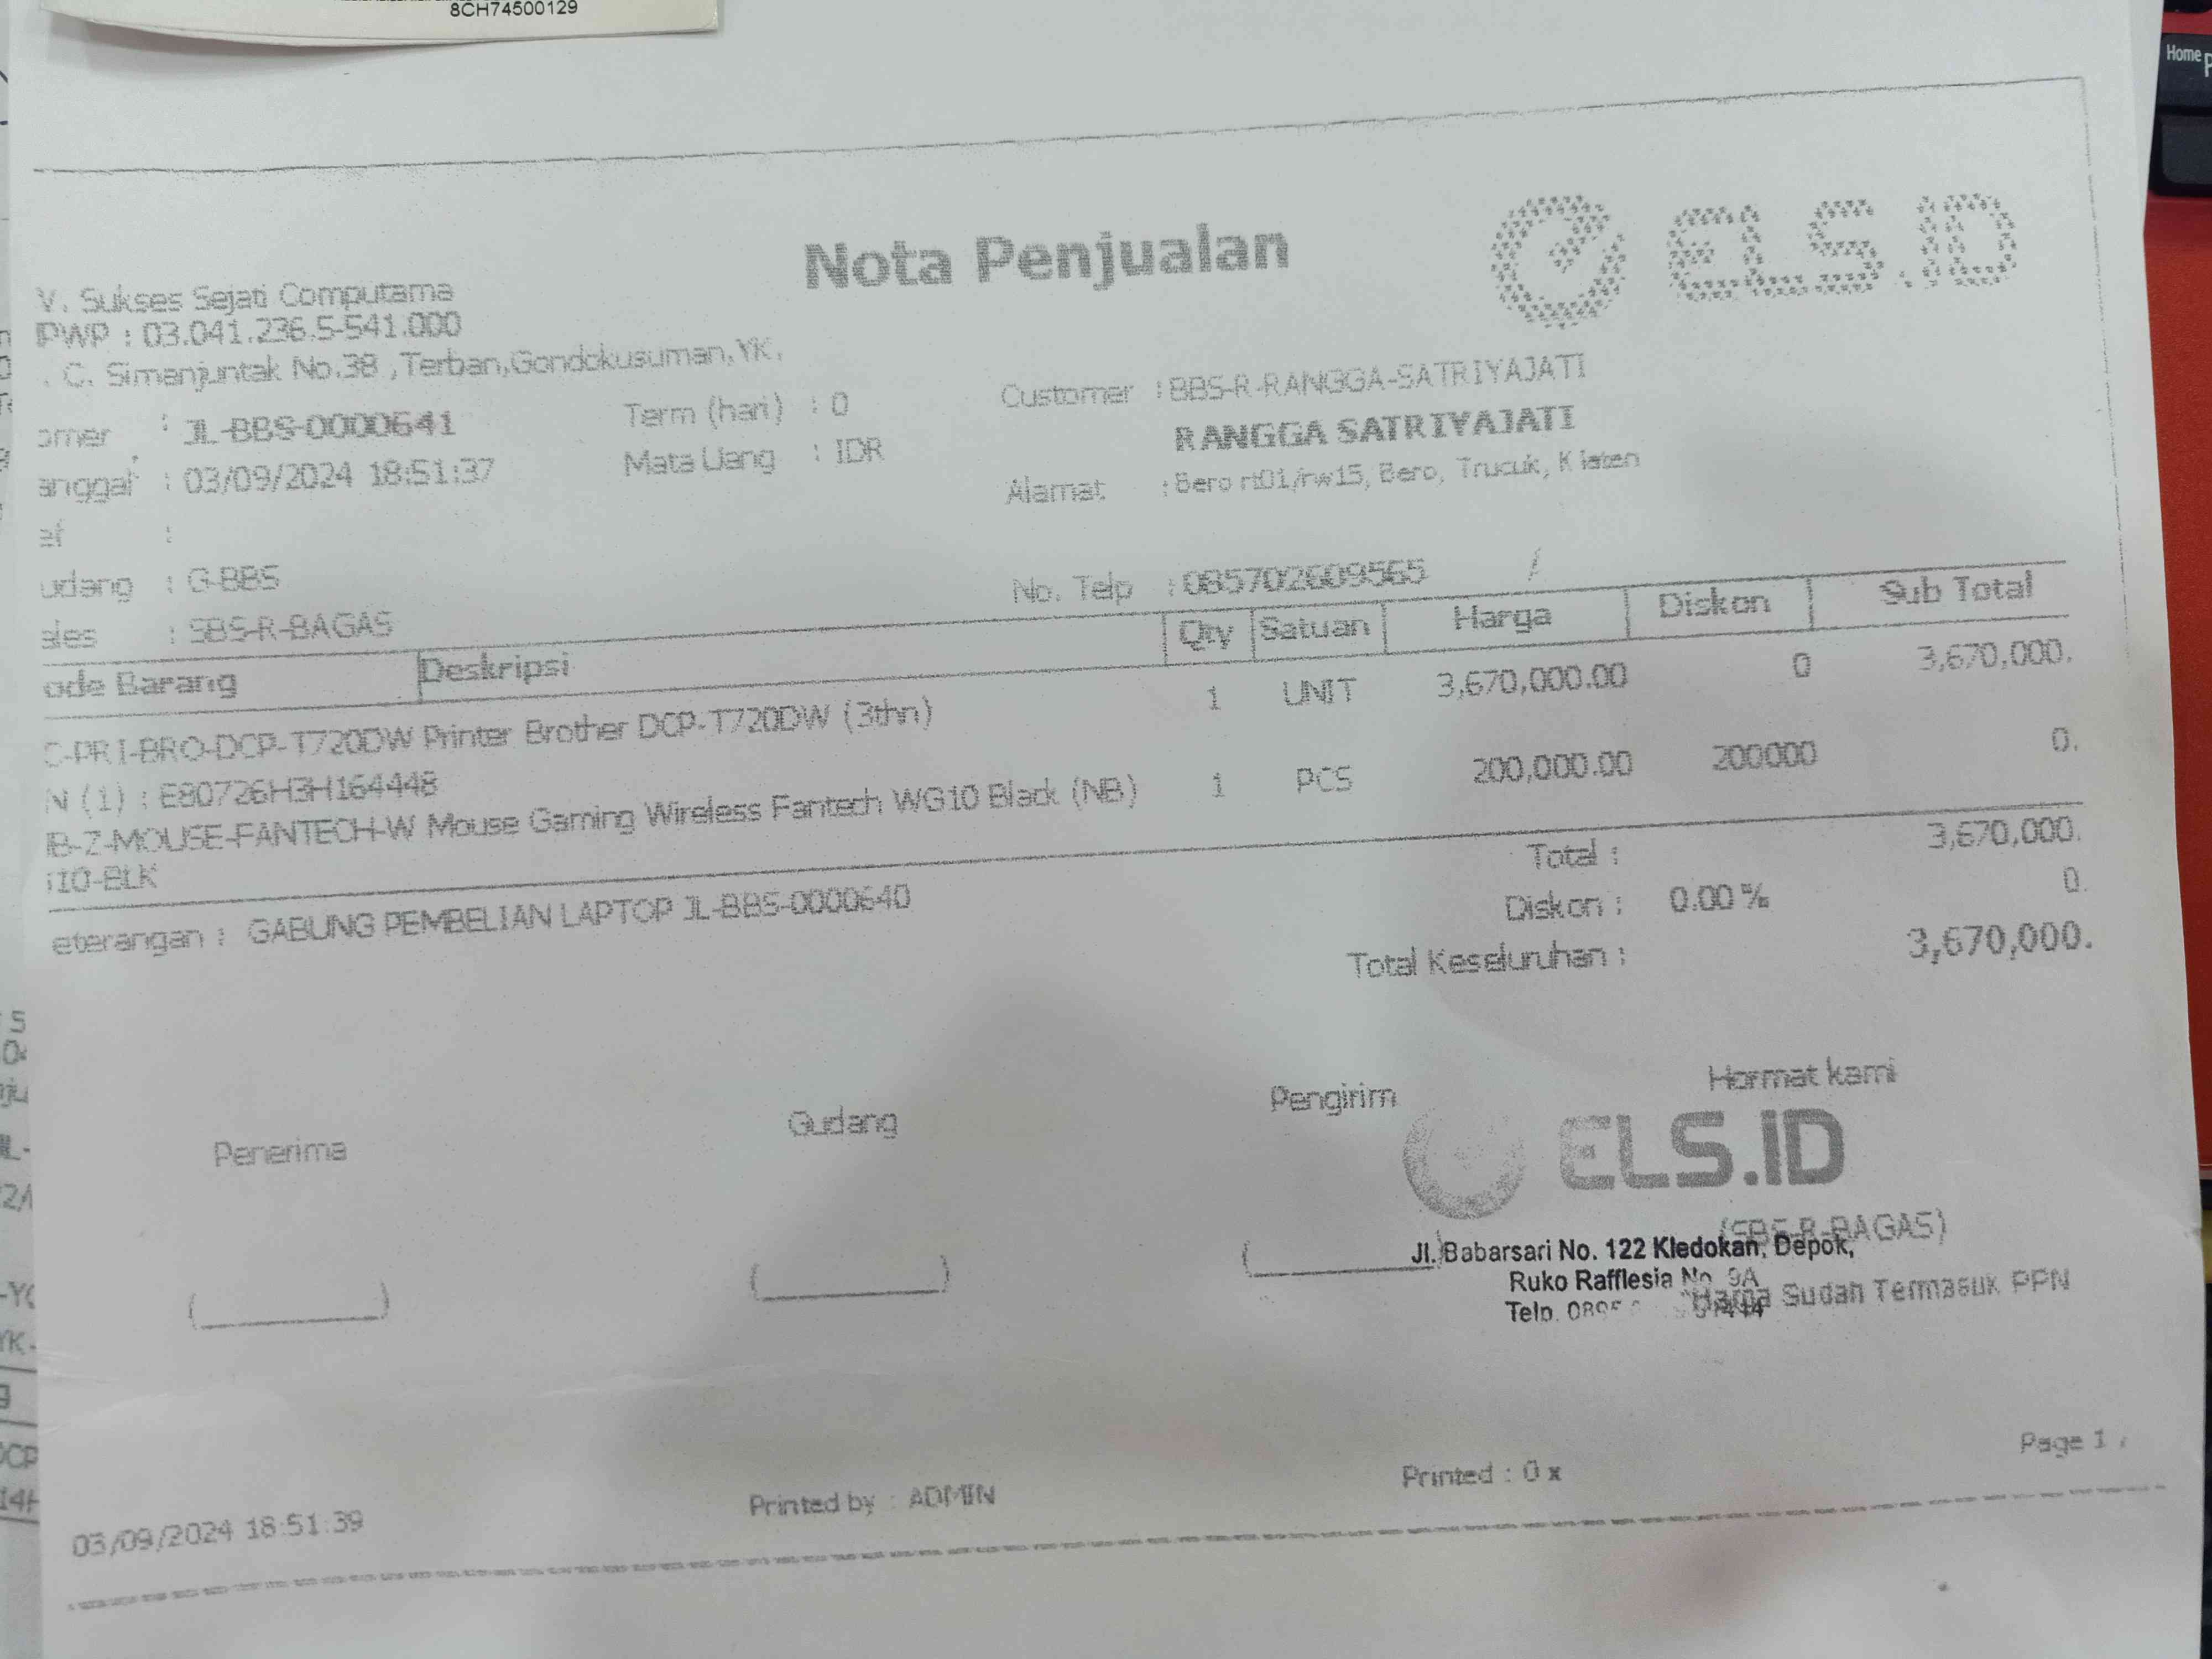 8CH74500129
Nota Penjualan
ELS.ID
V. Sukses Sejati Computama
PWP : 03.041.236.5-541.000
. C. Simanjuntak No.38 ,Terban,Gondokusuman,YK,
omer : JL-BBS-0000641
Term (hari) : 0
Customer : BBS-R-RANGGA-SATRIYAJATI
RANGGA SATRIYAJATI
anggal : 03/09/2024 18:51:37
Mata Uang : IDR
Alamat : Bero rt01/rw15, Bero, Trucuk, Klaten
ef :
udang : G-BBS
No. Telp : 085702609565
ales : SBS-R-BAGAS
ode Barang Deskripsi Qty Satuan Harga Diskon Sub Total
C-PRI-BRO-DCP-T720DW Printer Brother DCP-T720DW (3thn) 1 UNIT 3,670,000.00 0 3,670,000.
N (1) : E80726H3H164448
B-Z-MOUSE-FANTECH-W Mouse Gaming Wireless Fantech WG10 Black (NB) 1 PCS 200,000.00 200000 0.
10-BLK
Total : 3,670,000.
eterangan : GABUNG PEMBELIAN LAPTOP JL-BBS-0000640
Diskon : 0.00 % 0.
Total Keseluruhan : 3,670,000.
Penerima
Gudang
Pengirim
Hormat kami
ELS.ID
(SBS-R-BAGAS)
Jl. Babarsari No. 122 Kledokan, Depok,
Ruko Rafflesia No. 9A
Telp. 0895
*Harga Sudah Termasuk PPN
03/09/2024 18:51:39
Printed by : ADMIN
Printed : 0 x
Page 1
Home